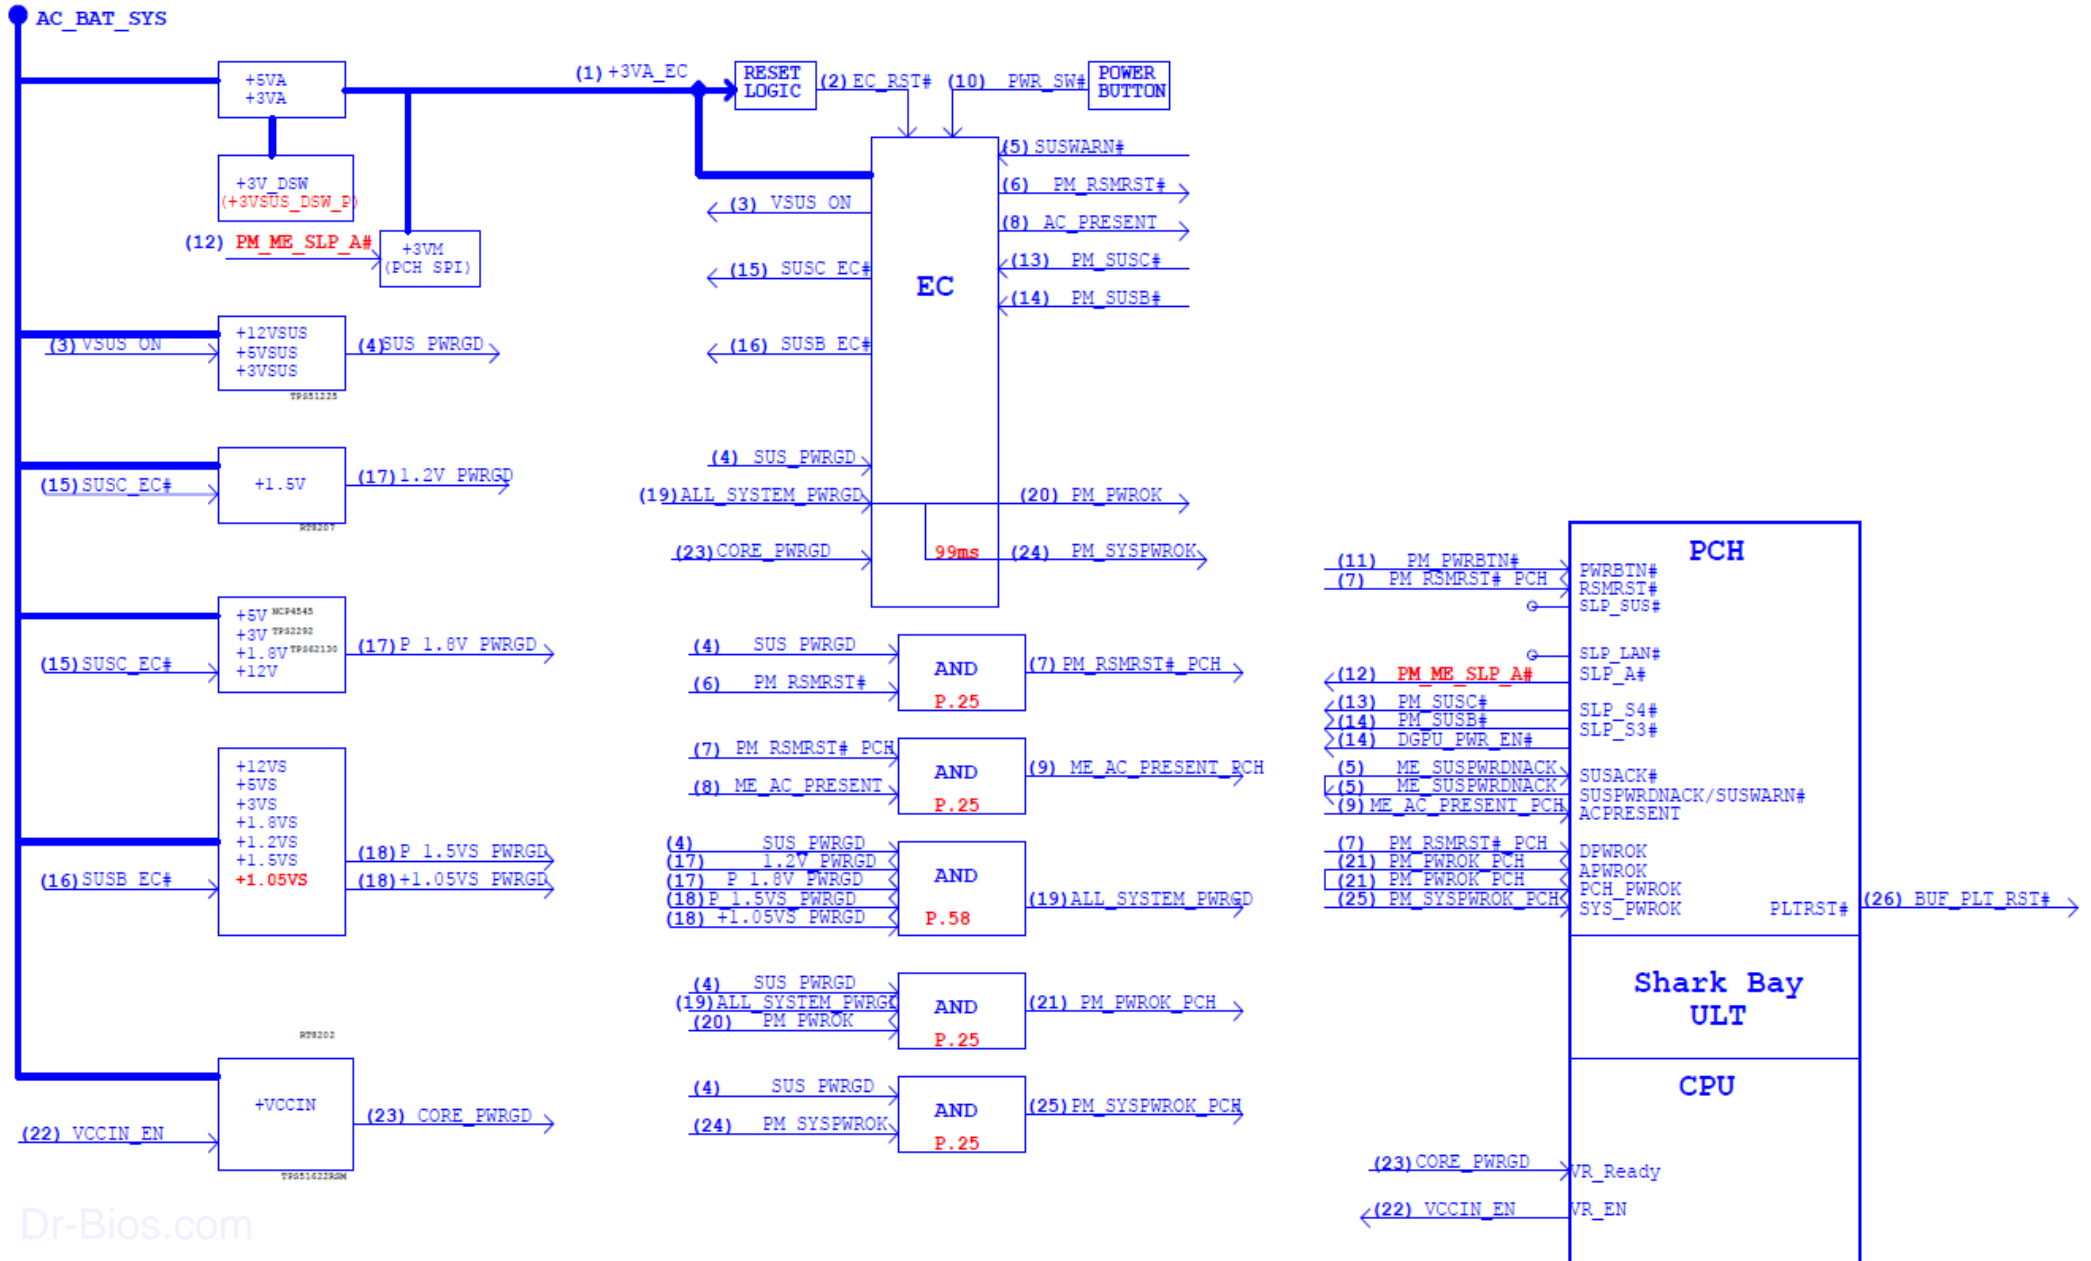 AC_BAT_SYS
+5VA
+3VA
(1) +3VA_EC
RESET
LOGIC
(2) EC_RST#
(10) PWR_SW#
POWER
BUTTON
+3V_DSW
(+3VSUS_DSW_P)
(12) PM_ME_SLP_A#
+3VM
(PCH SPI)
(3) VSUS_ON
+12VSUS
+5VSUS
+3VSUS
TPS51225
(4) SUS_PWRGD
(15) SUSC_EC#
+1.5V
RT8207
(17) 1.2V_PWRGD
(15) SUSC_EC#
+5V NCP4545
+3V TPS2292
+1.8V TPS62130
+12V
(17) P_1.8V_PWRGD
(16) SUSB_EC#
+12VS
+5VS
+3VS
+1.8VS
+1.2VS
+1.5VS
+1.05VS
(18) P_1.5VS_PWRGD
(18) +1.05VS_PWRGD
RT8202
(22) VCCIN_EN
+VCCIN
TPS51622RSM
(23) CORE_PWRGD
EC
(5) SUSWARN#
(6) PM_RSMRST#
(8) AC_PRESENT
(13) PM_SUSC#
(14) PM_SUSB#
(3) VSUS_ON
(15) SUSC_EC#
(16) SUSB_EC#
(4) SUS_PWRGD
(19) ALL_SYSTEM_PWRGD
(20) PM_PWROK
(23) CORE_PWRGD
99ms
(24) PM_SYSPWROK
(4) SUS_PWRGD
(6) PM_RSMRST#
AND
P.25
(7) PM_RSMRST#_PCH
(7) PM_RSMRST#_PCH
(8) ME_AC_PRESENT
AND
P.25
(9) ME_AC_PRESENT_PCH
(4) SUS_PWRGD
(17) 1.2V_PWRGD
(17) P_1.8V_PWRGD
(18) P_1.5VS_PWRGD
(18) +1.05VS_PWRGD
AND
P.58
(19) ALL_SYSTEM_PWRGD
(4) SUS_PWRGD
(19) ALL_SYSTEM_PWRGD
(20) PM_PWROK
AND
P.25
(21) PM_PWROK_PCH
(4) SUS_PWRGD
(24) PM_SYSPWROK
AND
P.25
(25) PM_SYSPWROK_PCH
PCH
(11) PM_PWRBTN# PWRBTN#
(7) PM_RSMRST#_PCH RSMRST#
SLP_SUS#
SLP_LAN#
(12) PM_ME_SLP_A# SLP_A#
(13) PM_SUSC# SLP_S4#
(14) PM_SUSB# SLP_S3#
(14) DGPU_PWR_EN#
(5) ME_SUSPWRDNACK SUSACK#
(5) ME_SUSPWRDNACK SUSPWRDNACK/SUSWARN#
(9) ME_AC_PRESENT_PCH ACPRESENT
(7) PM_RSMRST#_PCH DPWROK
(21) PM_PWROK_PCH APWROK
(21) PM_PWROK_PCH PCH_PWROK
(25) PM_SYSPWROK_PCH SYS_PWROK
PLTRST# (26) BUF_PLT_RST#
Shark Bay
ULT
CPU
(23) CORE_PWRGD VR_Ready
(22) VCCIN_EN VR_EN
Dr-Bios.com